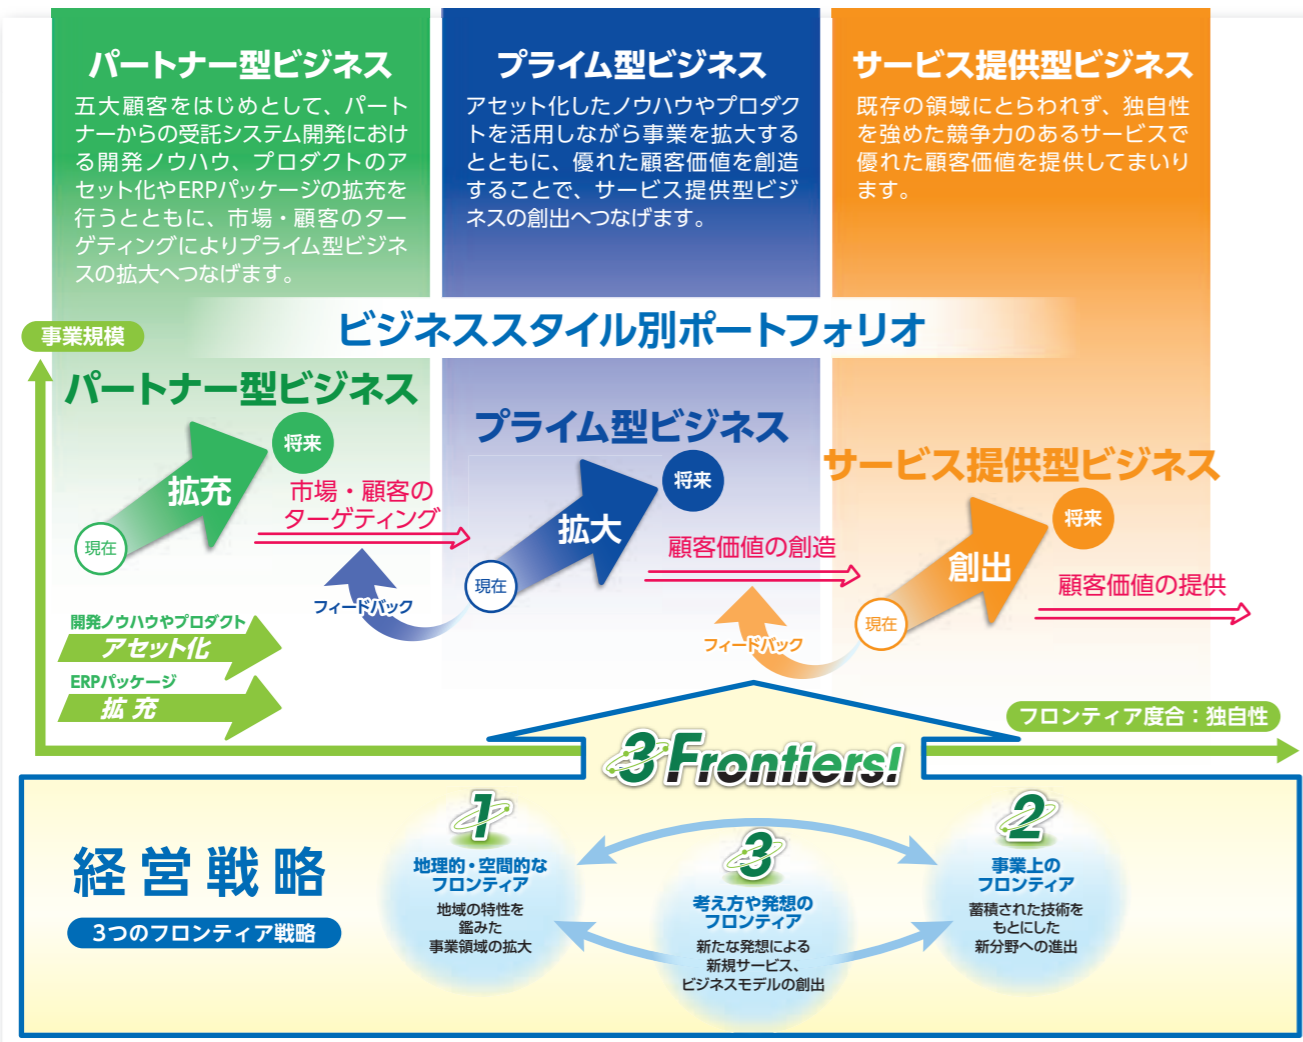 パートナー型ビジネス
五大顧客をはじめとして、パート
ナーからの受託システム開発におけ
る開発ノウハウ、プロダクトのア
セット化やERPパッケージの拡充を
行うとともに、市場・顧客のター
ゲティングによりプライム型ビジネ
スの拡大へつなげます。
プライム型ビジネス
アセット化したノウハウやプロダク
トを活用しながら事業を拡大する
とともに、優れた顧客価値を創造
することで、サービス提供型ビジ
ネスの創出へつなげます。
サービス提供型ビジネス
既存の領域にとらわれず、独自性
を強めた競争力のあるサービスで
優れた顧客価値を提供してまいり
ます。
ビジネススタイル別ポートフォリオ
事業規模
パートナー型ビジネス
将来
拡充
現在
市場・顧客の
ターゲティング
フィードバック
開発ノウハウやプロダクト
アセット化
ERPパッケージ
拡充
プライム型ビジネス
将来
拡大
現在
顧客価値の創造
フィードバック
サービス提供型ビジネス
将来
創出
現在
顧客価値の提供
フロンティア度合：独自性
3 Frontiers!
経営戦略
3つのフロンティア戦略
1
地理的・空間的な
フロンティア
地域の特性を
鑑みた
事業領域の拡大
3
考え方や発想の
フロンティア
新たな発想による
新規サービス、
ビジネスモデルの創出
2
事業上の
フロンティア
蓄積された技術を
もとにした
新分野への進出